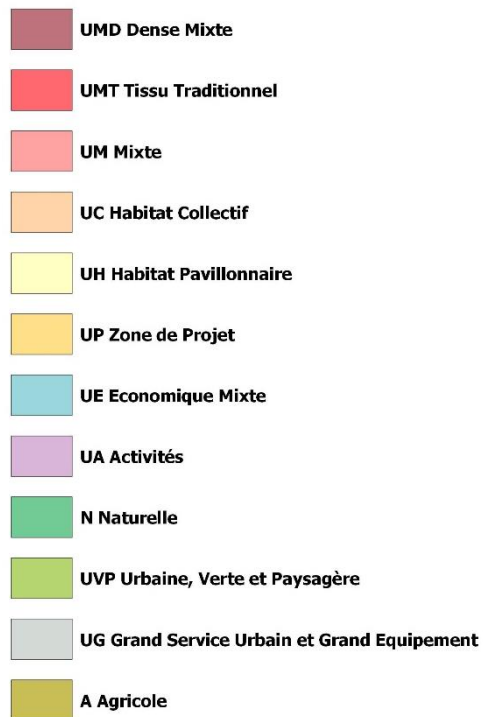 UMD Dense Mixte
UMT Tissu Traditionnel
UM Mixte
UC Habitat Collectif
UH Habitat Pavillonnaire
UP Zone de Projet
UE Economique Mixte
UA Activités
N Naturelle
UVP Urbaine, Verte et Paysagère
UG Grand Service Urbain et Grand Equipement
A Agricole